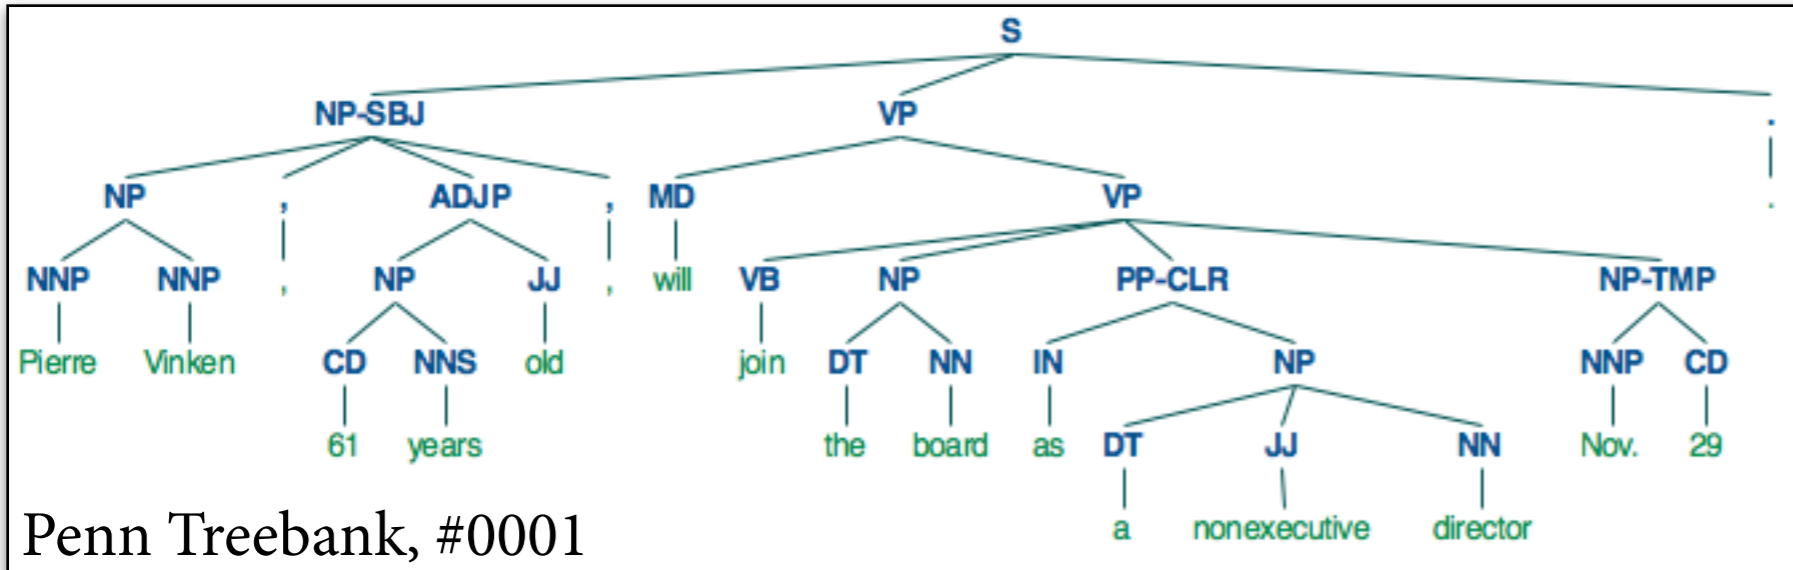 S
NP-SBJ VP .
NP , ADJP , MD VP .
NNP NNP , NP JJ , will VB NP PP-CLR NP-TMP
Pierre Vinken CD NNS old join DT NN IN NP NNP CD
61 years the board as DT JJ NN Nov. 29
a nonexecutive director
Penn Treebank, #0001